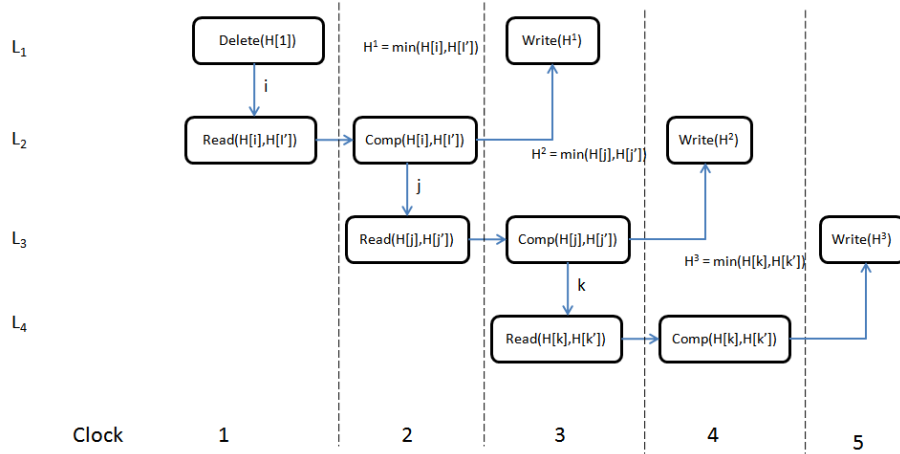 L₁
Delete(H[1])
H¹ = min(H[i],H[I’])
Write(H¹)
i
L₂
Read(H[i],H[I’])
Comp(H[i],H[I’])
Write(H²)
H² = min(H[j],H[j’])
j
L₃
Read(H[j],H[j’])
Comp(H[j],H[j’])
Write(H³)
H³ = min(H[k],H[k’])
k
L₄
Read(H[k],H[k’])
Comp(H[k],H[k’])
Clock 1 2 3 4 5